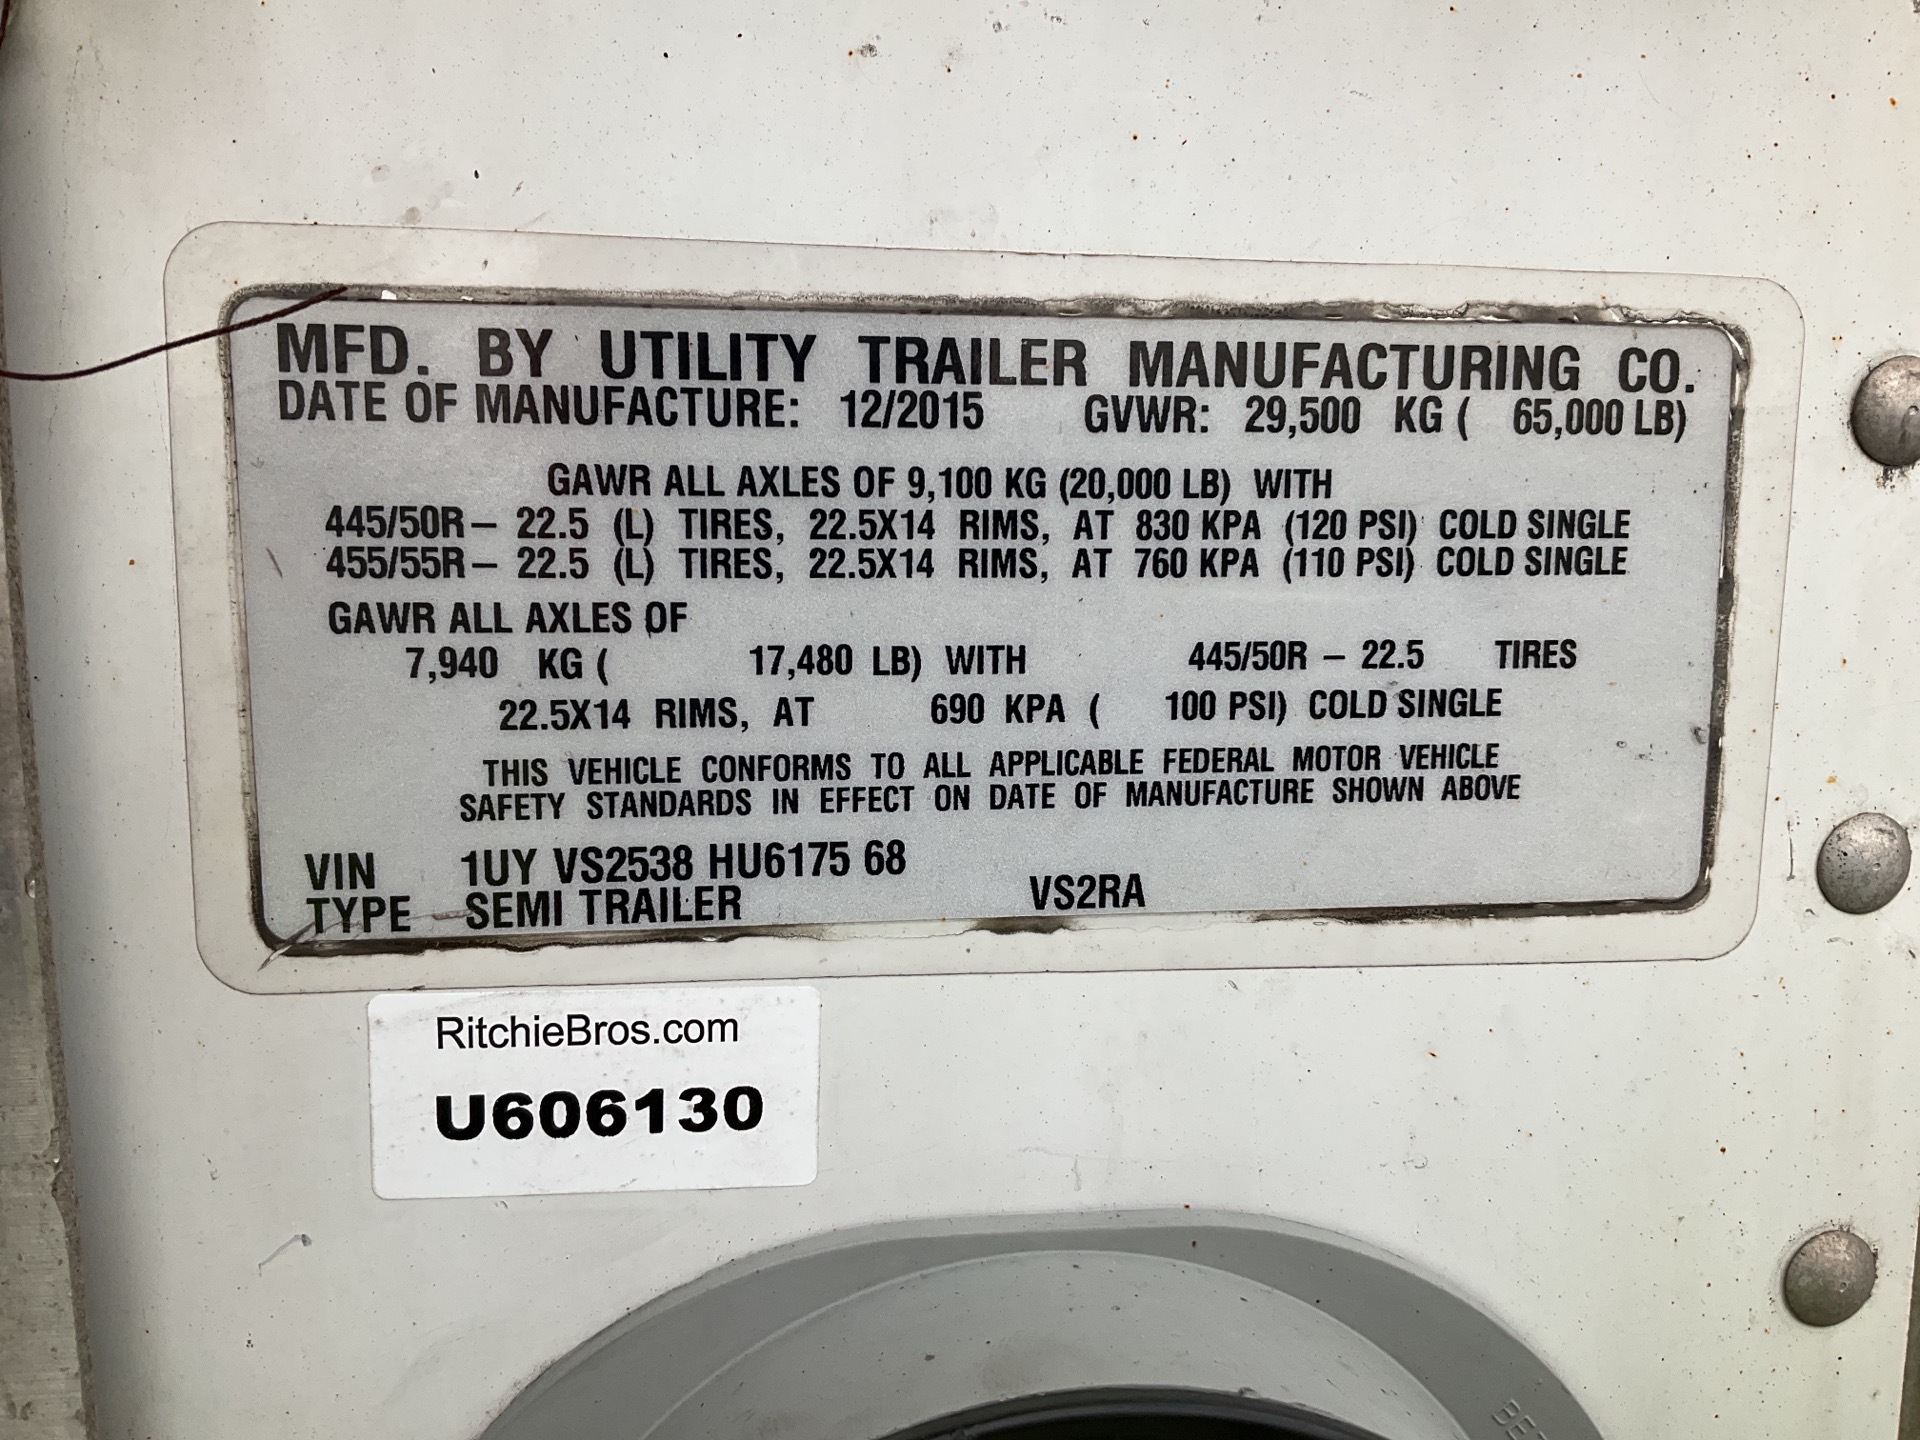 MFD. BY UTILITY TRAILER MANUFACTURING CO.
DATE OF MANUFACTURE: 12/2015 GVWR: 29,500 KG ( 65,000 LB)
GAWR ALL AXLES OF 9,100 KG (20,000 LB) WITH
445/50R – 22.5 (L) TIRES, 22.5X14 RIMS, AT 830 KPA (120 PSI) COLD SINGLE
455/55R – 22.5 (L) TIRES, 22.5X14 RIMS, AT 760 KPA (110 PSI) COLD SINGLE
GAWR ALL AXLES OF
7,940 KG ( 17,480 LB) WITH 445/50R – 22.5 TIRES
22.5X14 RIMS, AT 690 KPA ( 100 PSI) COLD SINGLE
THIS VEHICLE CONFORMS TO ALL APPLICABLE FEDERAL MOTOR VEHICLE
SAFETY STANDARDS IN EFFECT ON DATE OF MANUFACTURE SHOWN ABOVE
VIN 1UY VS2538 HU6175 68
TYPE SEMI TRAILER VS2RA
RitchieBros.com
U606130